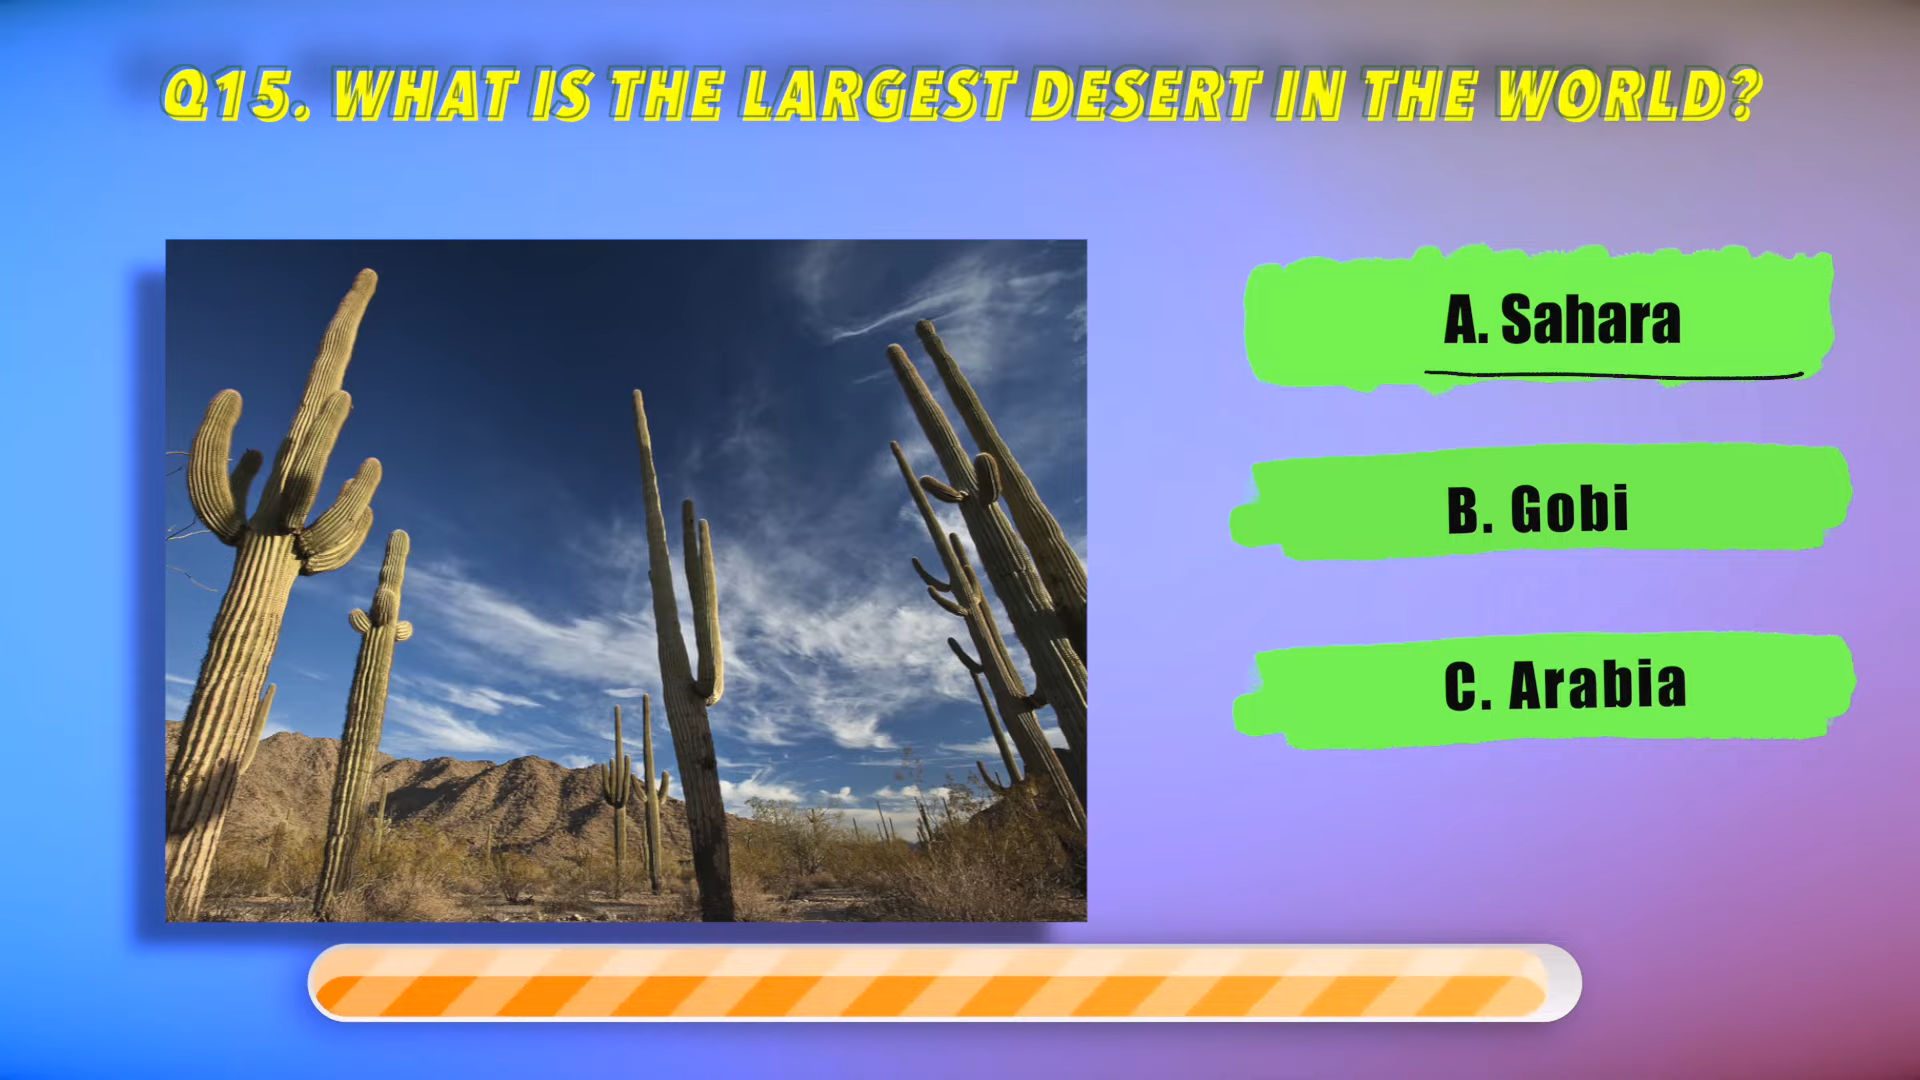 Q15. WHAT IS THE LARGEST DESERT IN THE WORLD?
A. Sahara
B. Gobi
C. Arabia